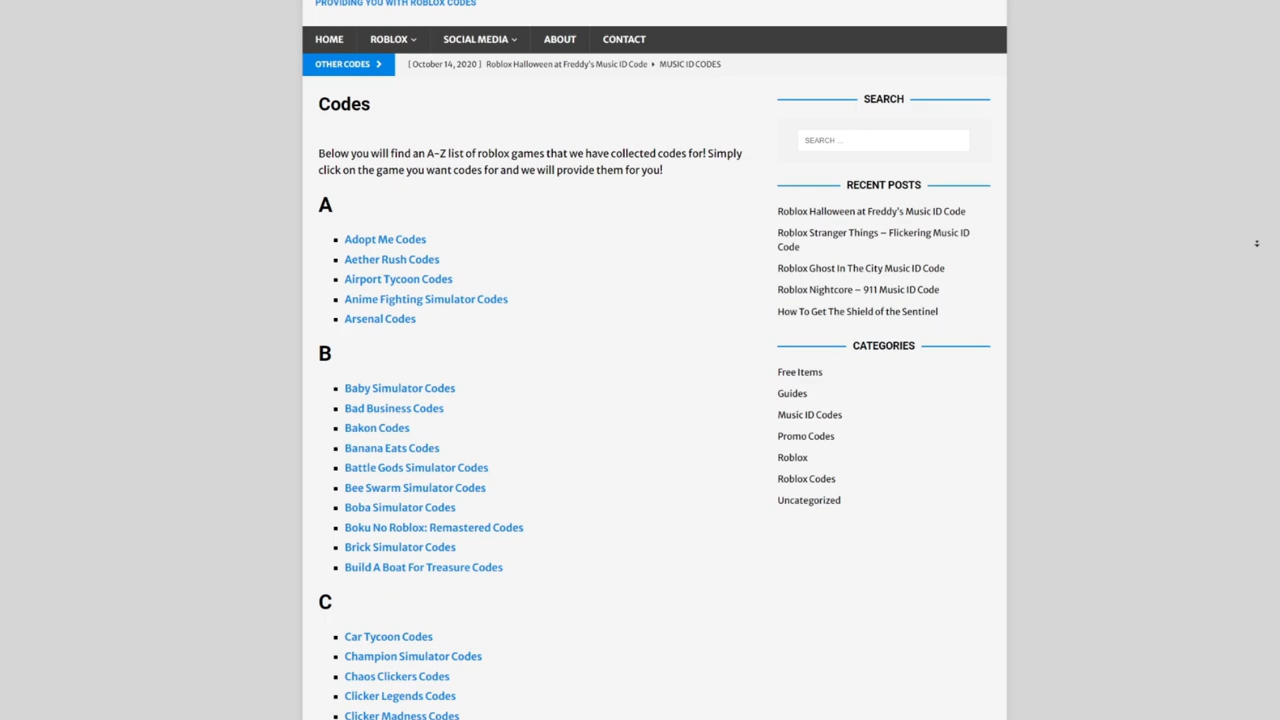 PROVIDING YOU WITH ROBLOX CODES
HOME ROBLOX SOCIAL MEDIA ABOUT CONTACT
OTHER CODES [ October 14, 2020 ] Roblox Halloween at Freddy's Music ID Code MUSIC ID CODES
Codes
Below you will find an A-Z list of roblox games that we have collected codes for! Simply
click on the game you want codes for and we will provide them for you!
A
Adopt Me Codes
Aether Rush Codes
Airport Tycoon Codes
Anime Fighting Simulator Codes
Arsenal Codes
B
Baby Simulator Codes
Bad Business Codes
Bakon Codes
Banana Eats Codes
Battle Gods Simulator Codes
Bee Swarm Simulator Codes
Boba Simulator Codes
Boku No Roblox: Remastered Codes
Brick Simulator Codes
Build A Boat For Treasure Codes
C
Car Tycoon Codes
Champion Simulator Codes
Chaos Clickers Codes
Clicker Legends Codes
Clicker Madness Codes
SEARCH
SEARCH ...
RECENT POSTS
Roblox Halloween at Freddy's Music ID Code
Roblox Stranger Things – Flickering Music ID
Code
Roblox Ghost In The City Music ID Code
Roblox Nightcore – 911 Music ID Code
How To Get The Shield of the Sentinel
CATEGORIES
Free Items
Guides
Music ID Codes
Promo Codes
Roblox
Roblox Codes
Uncategorized